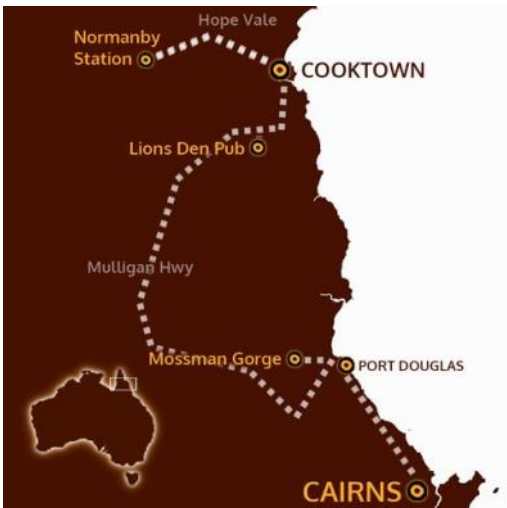 Hope Vale
Normanby
Station
COOKTOWN
Lions Den Pub
Mulligan Hwy
Mossman Gorge
PORT DOUGLAS
CAIRNS